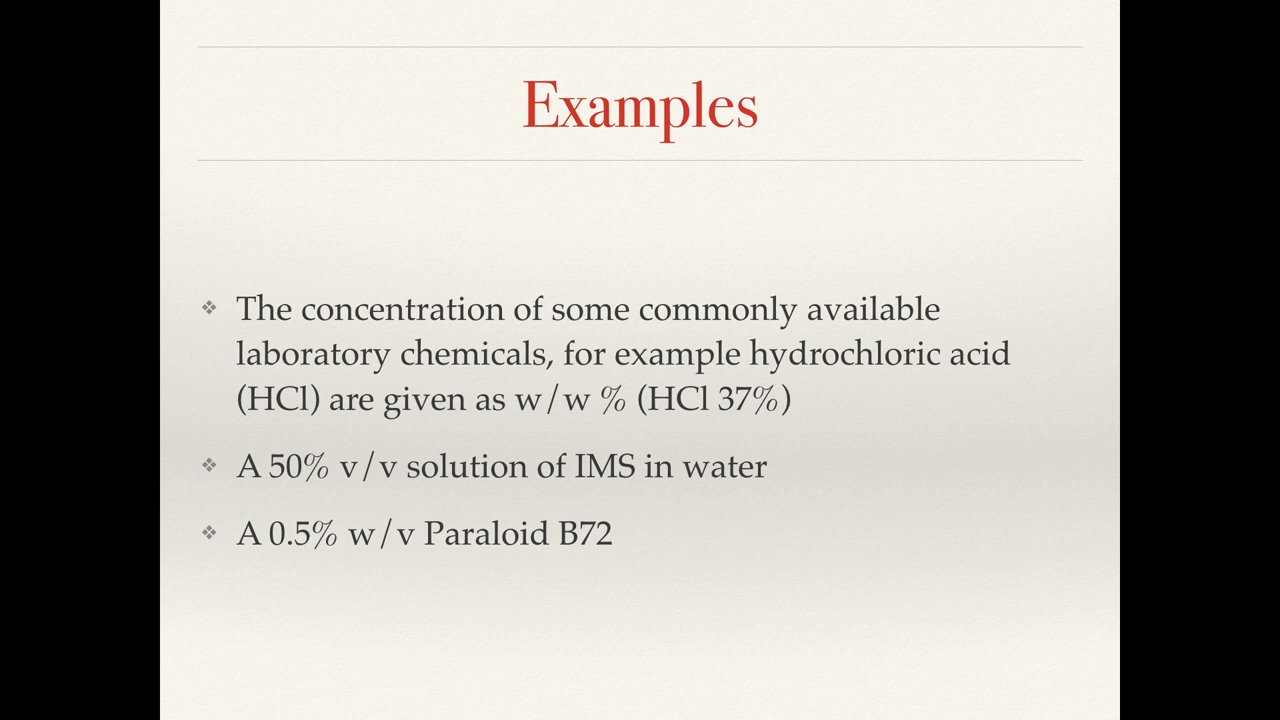 Examples
❖ The concentration of some commonly available
laboratory chemicals, for example hydrochloric acid
(HCl) are given as w/w % (HCl 37%)
❖ A 50% v/v solution of IMS in water
❖ A 0.5% w/v Paraloid B72